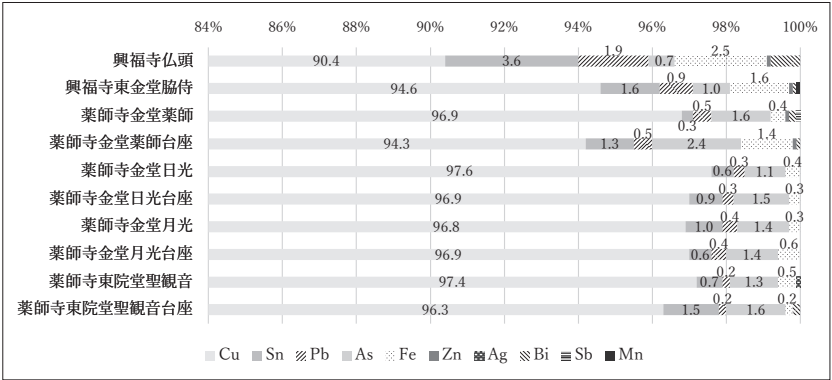 84% 86% 88% 90% 92% 94% 96% 98% 100%
興福寺仏頭 90.4 3.6 1.9 0.7 2.5
興福寺東金堂脇侍 94.6 1.6 0.9 1.0 1.6
薬師寺金堂薬師 96.9 0.3 0.5 1.6 0.4
薬師寺金堂薬師台座 94.3 1.3 0.5 2.4 1.4
薬師寺金堂日光 97.6 0.6 0.3 1.1 0.4
薬師寺金堂日光台座 96.9 0.9 0.3 1.5 0.3
薬師寺金堂月光 96.8 1.0 0.4 1.4 0.3
薬師寺金堂月光台座 96.9 0.6 0.4 1.4 0.6
薬師寺東院堂聖観音 97.4 0.7 0.2 1.3 0.5
薬師寺東院堂聖観音台座 96.3 1.5 0.2 1.6 0.2
Cu Sn Pb As Fe Zn Ag Bi Sb Mn